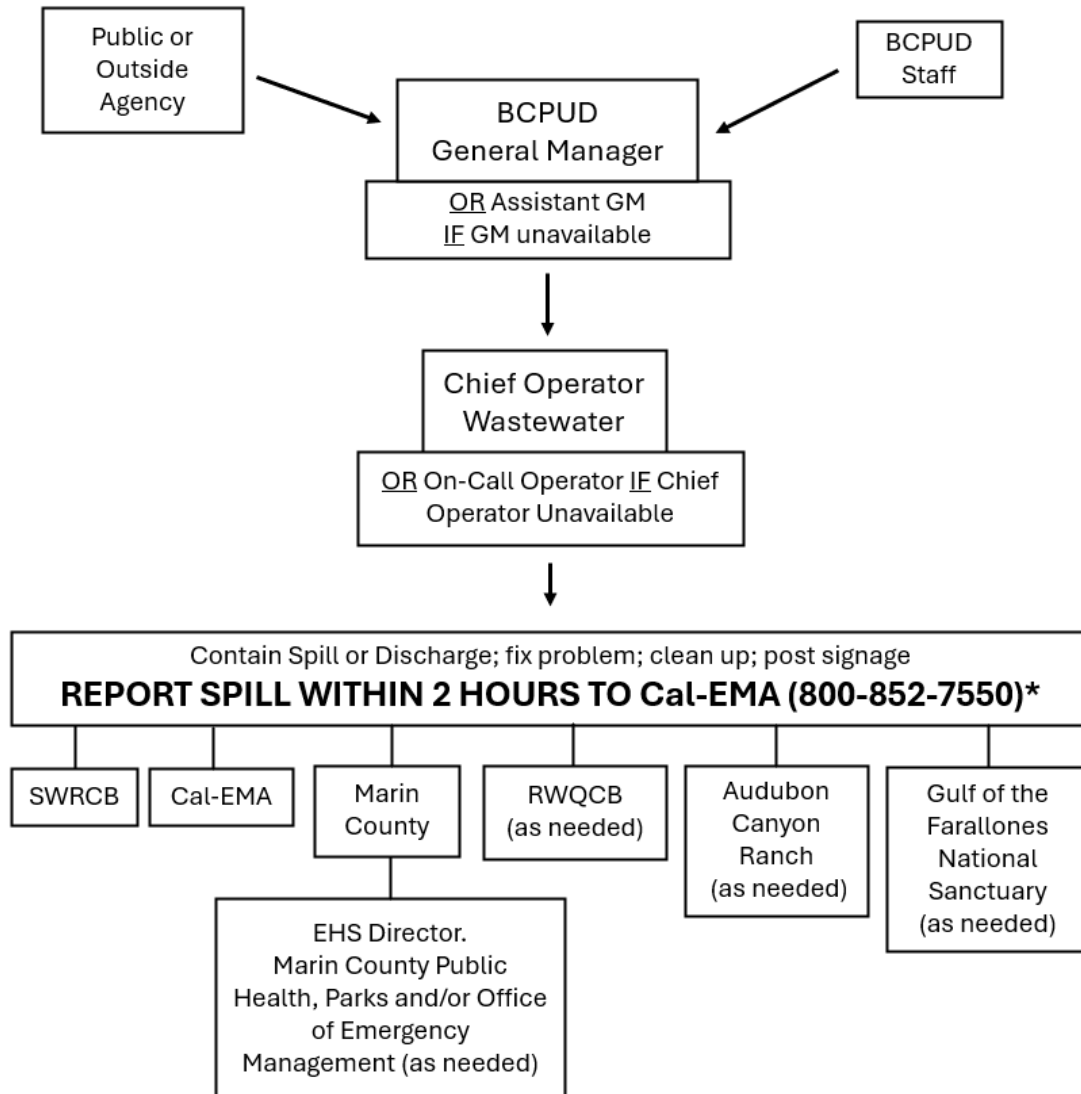 Public or
Outside
Agency
BCPUD
Staff
BCPUD
General Manager
OR Assistant GM
IF GM unavailable
Chief Operator
Wastewater
OR On-Call Operator IF Chief
Operator Unavailable
Contain Spill or Discharge; fix problem; clean up; post signage
REPORT SPILL WITHIN 2 HOURS TO Cal-EMA (800-852-7550)*
SWRCB
Cal-EMA
Marin
County
RWQCB
(as needed)
Audubon
Canyon
Ranch
(as needed)
Gulf of the
Farallones
National
Sanctuary
(as needed)
EHS Director.
Marin County Public
Health, Parks and/or Office
of Emergency
Management (as needed)